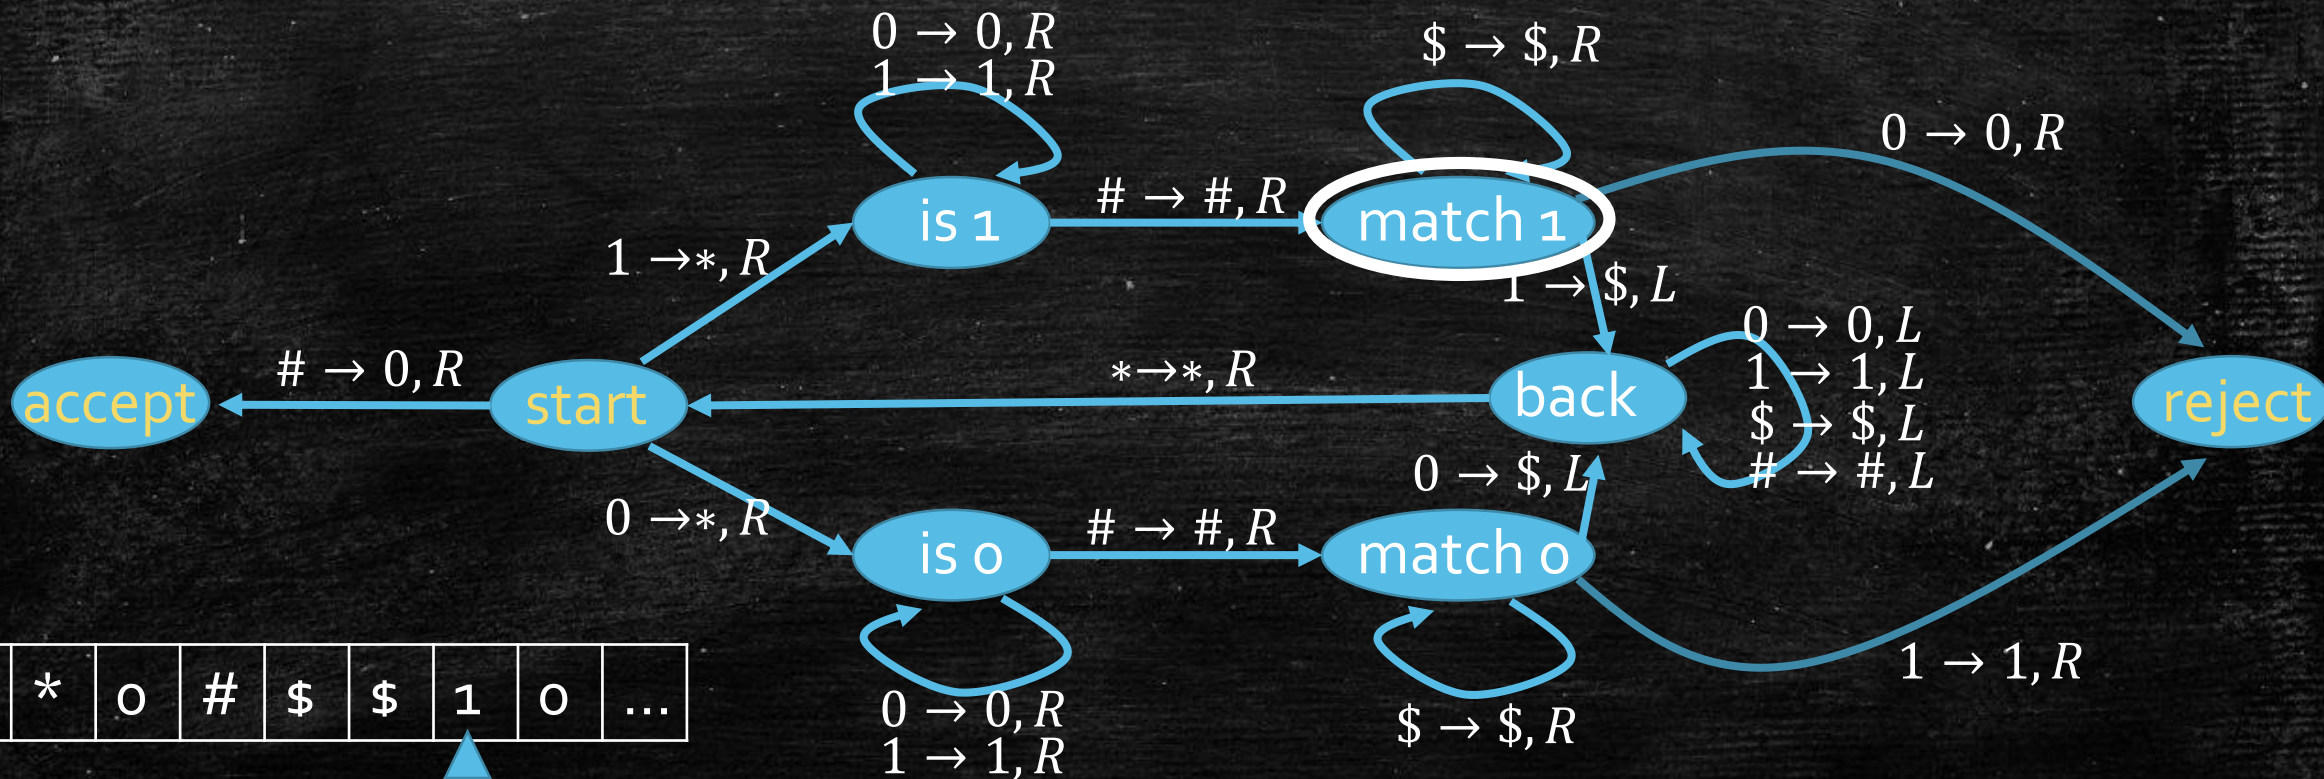 0 → 0, R
1 → 1, R
$ → $, R
0 → 0, R
# → #, R
is 1
match 1
1 →*, R
1 → $, L
# → 0, R
accept
start
*→*, R
back
0 → 0, L
1 → 1, L
$ → $, L
# → #, L
reject
0 → $, L
0 →*, R
# → #, R
is 0
match 0
1 → 1, R
* 0 # $ $ 1 0 ...
0 → 0, R
1 → 1, R
$ → $, R